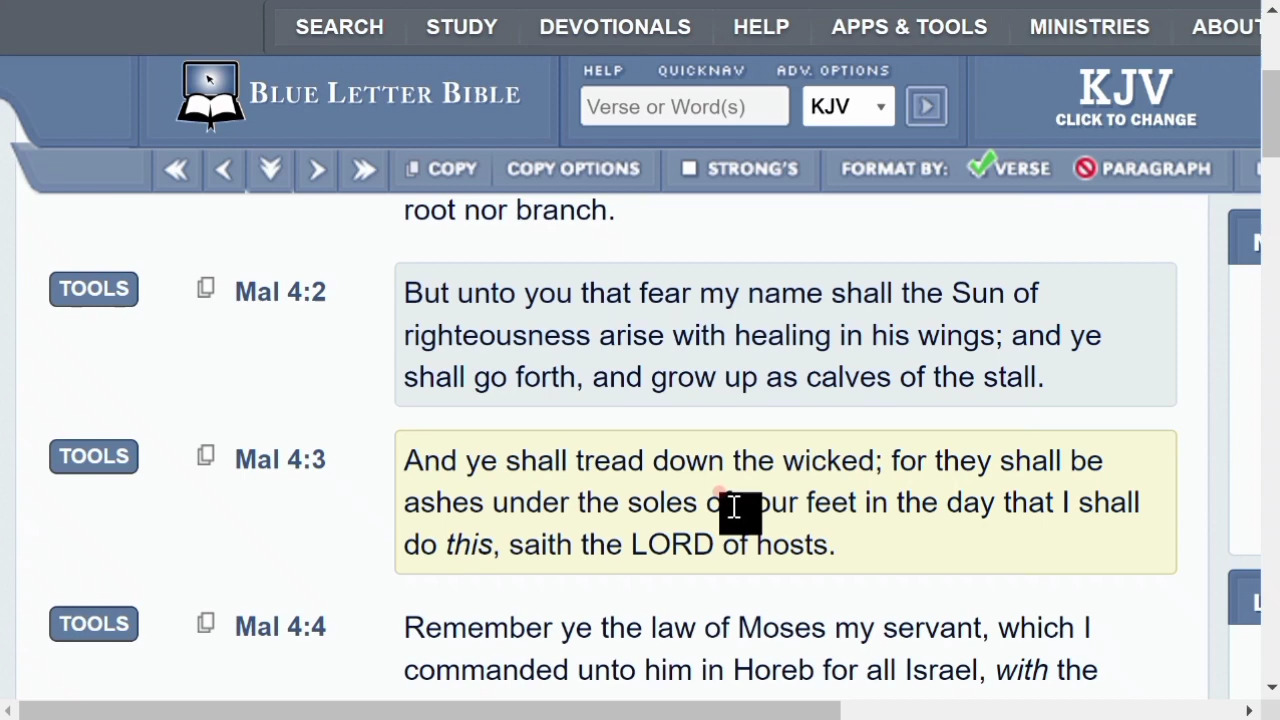 SEARCH STUDY DEVOTIONALS HELP APPS & TOOLS MINISTRIES ABOUT
BLUE LETTER BIBLE
HELP QUICKNAV ADV. OPTIONS
Verse or Word(s) KJV
KJV
CLICK TO CHANGE
COPY COPY OPTIONS STRONG'S FORMAT BY: VERSE PARAGRAPH
root nor branch.
TOOLS Mal 4:2 But unto you that fear my name shall the Sun of
righteousness arise with healing in his wings; and ye
shall go forth, and grow up as calves of the stall.
TOOLS Mal 4:3 And ye shall tread down the wicked; for they shall be
ashes under the soles feet in the day that I shall
do this, saith the LORD of hosts.
TOOLS Mal 4:4 Remember ye the law of Moses my servant, which I
commanded unto him in Horeb for all Israel, with the